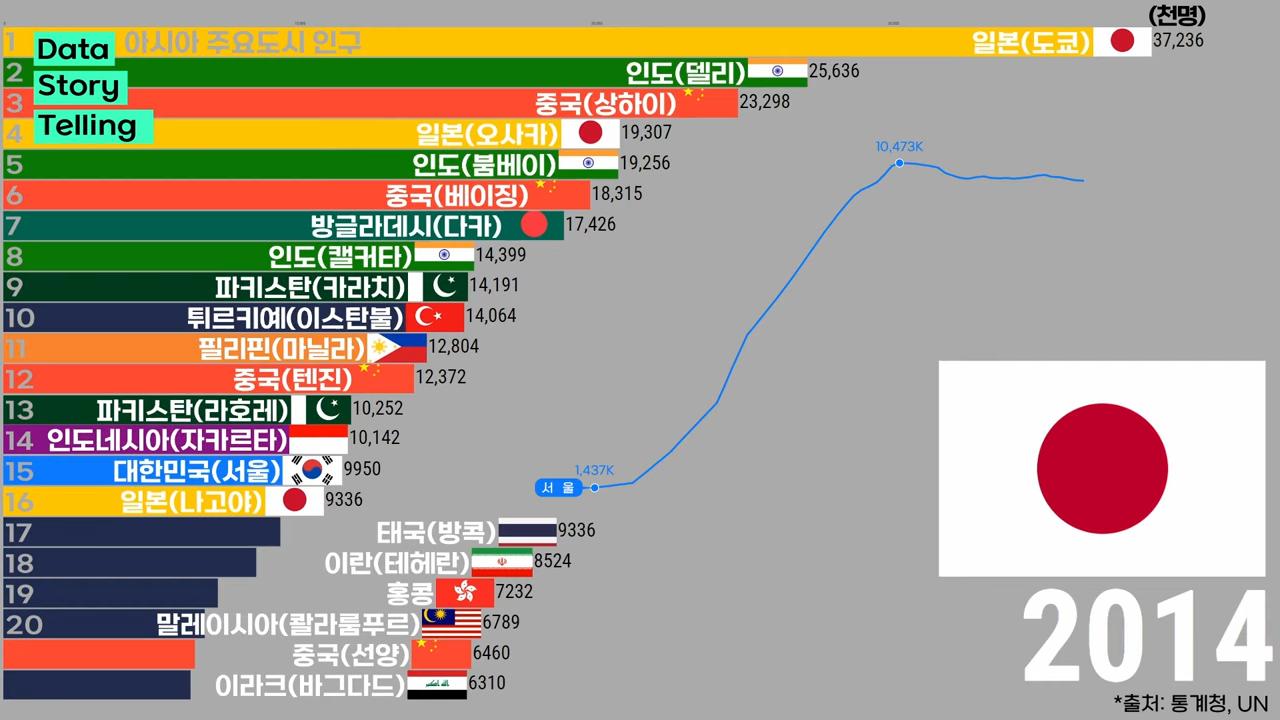 (천명)
1 아시아 주요도시 인구 일본(도쿄) 37,236
Data
Story
Telling
2 인도(델리) 25,636
3 중국(상하이) 23,298
4 일본(오사카) 19,307
5 인도(붐베이) 19,256
6 중국(베이징) 18,315
7 방글라데시(다카) 17,426
8 인도(캘커타) 14,399
9 파키스탄(카라치) 14,191
10 튀르키예(이스탄불) 14,064
11 필리핀(마닐라) 12,804
12 중국(텐진) 12,372
13 파키스탄(라호레) 10,252
14 인도네시아(자카르타) 10,142
15 대한민국(서울) 9950
16 일본(나고야) 9336
17 태국(방콕) 9336
18 이란(테헤란) 8524
19 홍콩 7232
20 말레이시아(콸라룸푸르) 6789
중국(선양) 6460
이라크(바그다드) 6310
10,473K
1,437K
서 울
2014
*출처: 통계청, UN